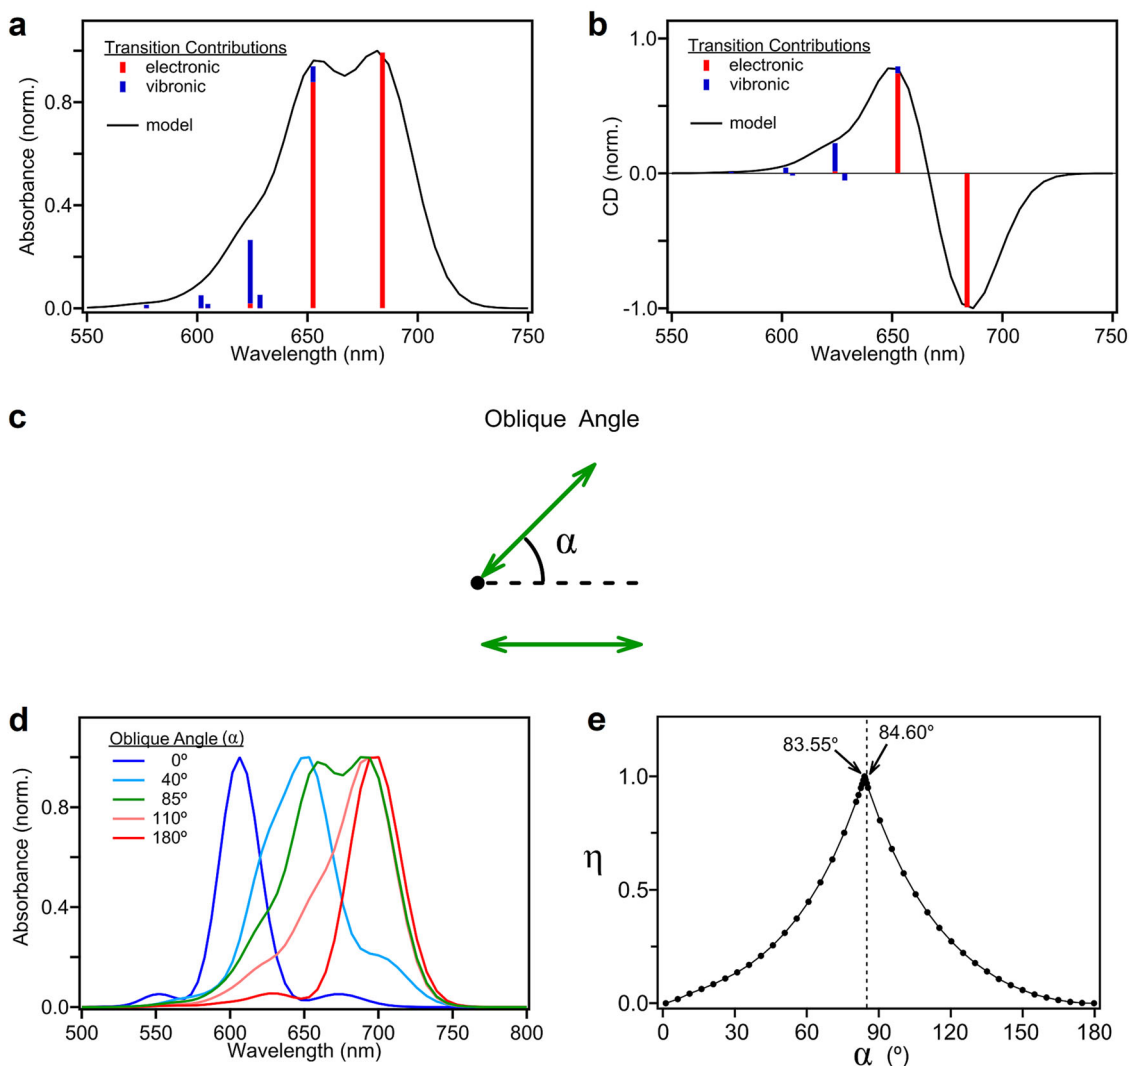 a
Transition Contributions
electronic
vibronic
model
Absorbance (norm.)
0.8
0.4
0.0
550 600 650 700 750
Wavelength (nm)
b
Transition Contributions
electronic
vibronic
model
CD (norm.)
1.0
0.0
-1.0
550 600 650 700 750
Wavelength (nm)
c
Oblique Angle
α
d
Oblique Angle (α)
0º
40º
85º
110º
180º
Absorbance (norm.)
0.8
0.4
0.0
500 550 600 650 700 750 800
Wavelength (nm)
e
83.55º
84.60º
η
1.0
0.5
0.0
0 30 60 90 120 150 180
α (º)